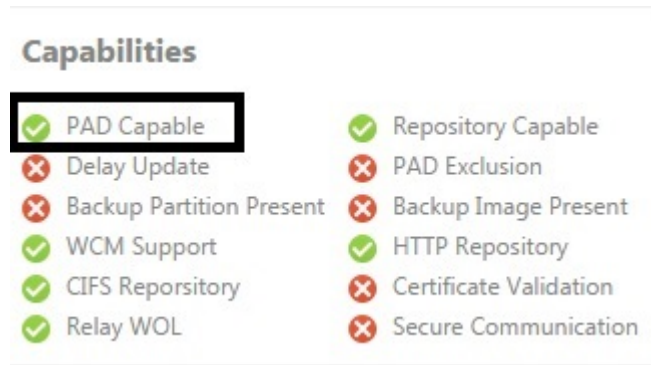 Capabilities
PAD Capable
Repository Capable
Delay Update
PAD Exclusion
Backup Partition Present
Backup Image Present
WCM Support
HTTP Repository
CIFS Reporsitory
Certificate Validation
Relay WOL
Secure Communication